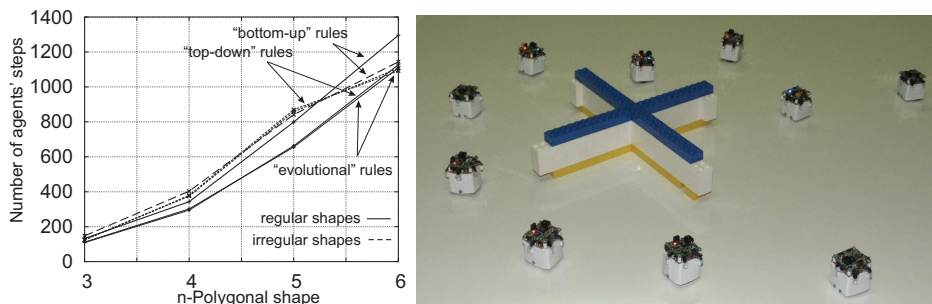 1400
1200
1000
800
600
400
200
0
Number of agents' steps
"bottom-up" rules
"top-down" rules
"evolutional" rules
regular shapes
irregular shapes
3 4 5 6
n-Polygonal shape